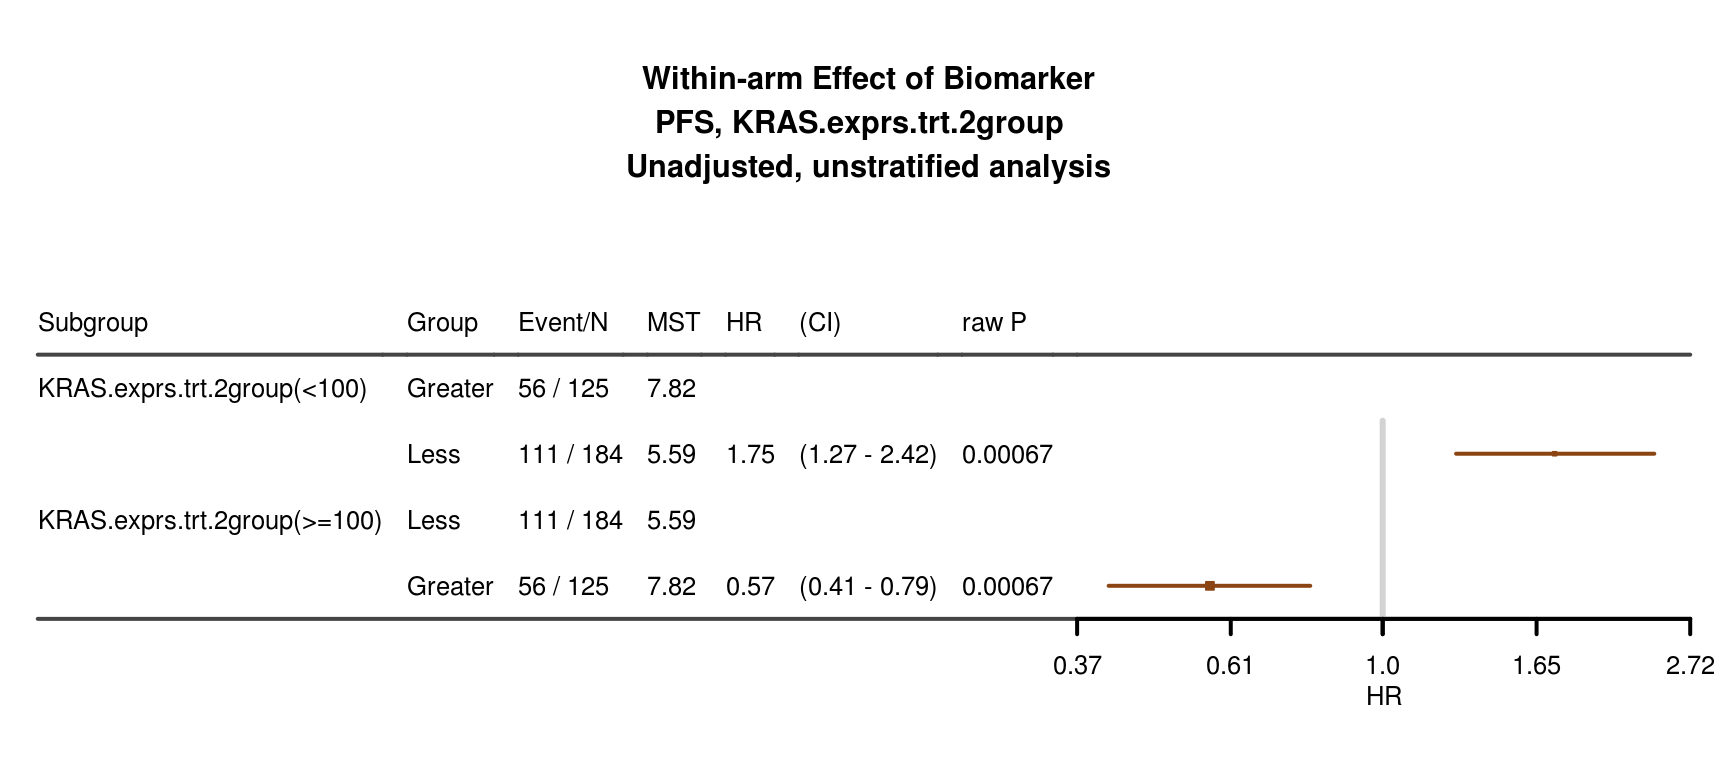 Within-arm Effect of Biomarker
PFS, KRAS.exprs.trt.2group
Unadjusted, unstratified analysis
Subgroup Group Event/N MST HR (CI) raw P
KRAS.exprs.trt.2group(<100) Greater 56 / 125 7.82
Less 111 / 184 5.59 1.75 (1.27 - 2.42) 0.00067
KRAS.exprs.trt.2group(>=100) Less 111 / 184 5.59
Greater 56 / 125 7.82 0.57 (0.41 - 0.79) 0.00067
0.37 0.61 1.0 1.65 2.72
HR